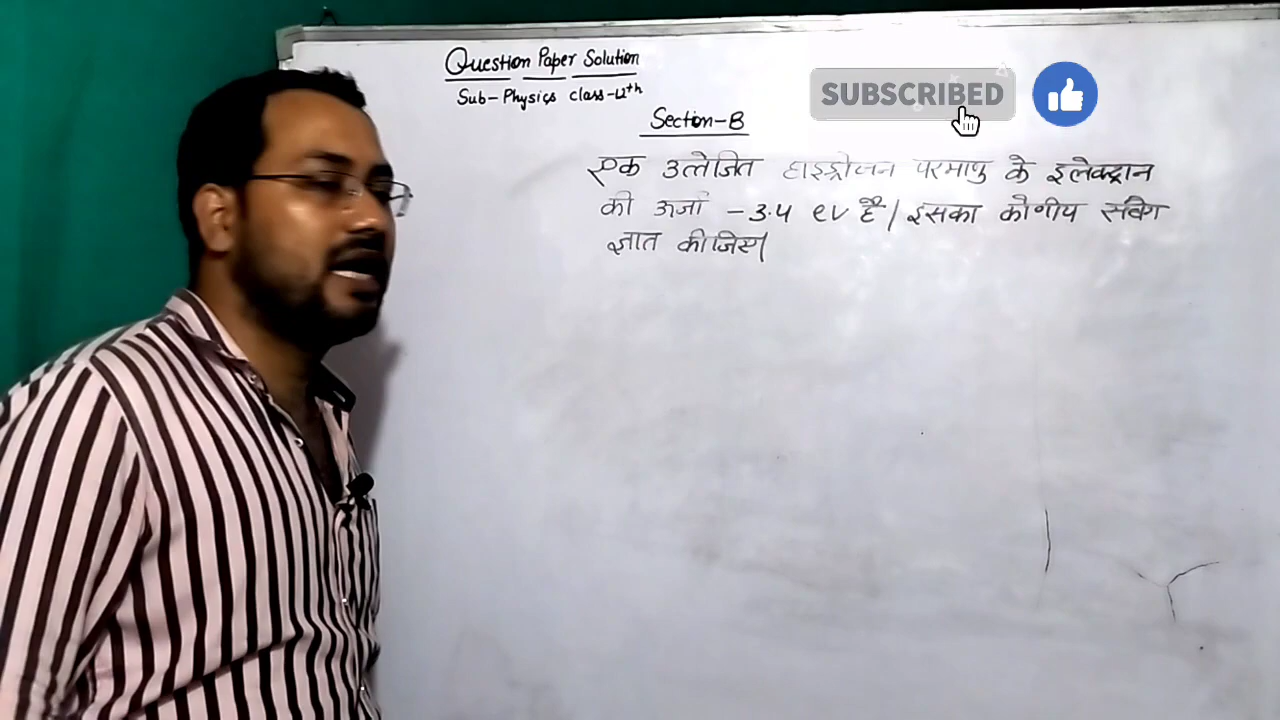 Question Paper Solution
Sub-Physics class-12th
SUBSCRIBED
Section-B
एक उत्तेजित हाइड्रोजन परमाणु के इलेक्ट्रान
की ऊर्जा -3.4 ev है/ इसका कोणीय संवेग
ज्ञात कीजिए/